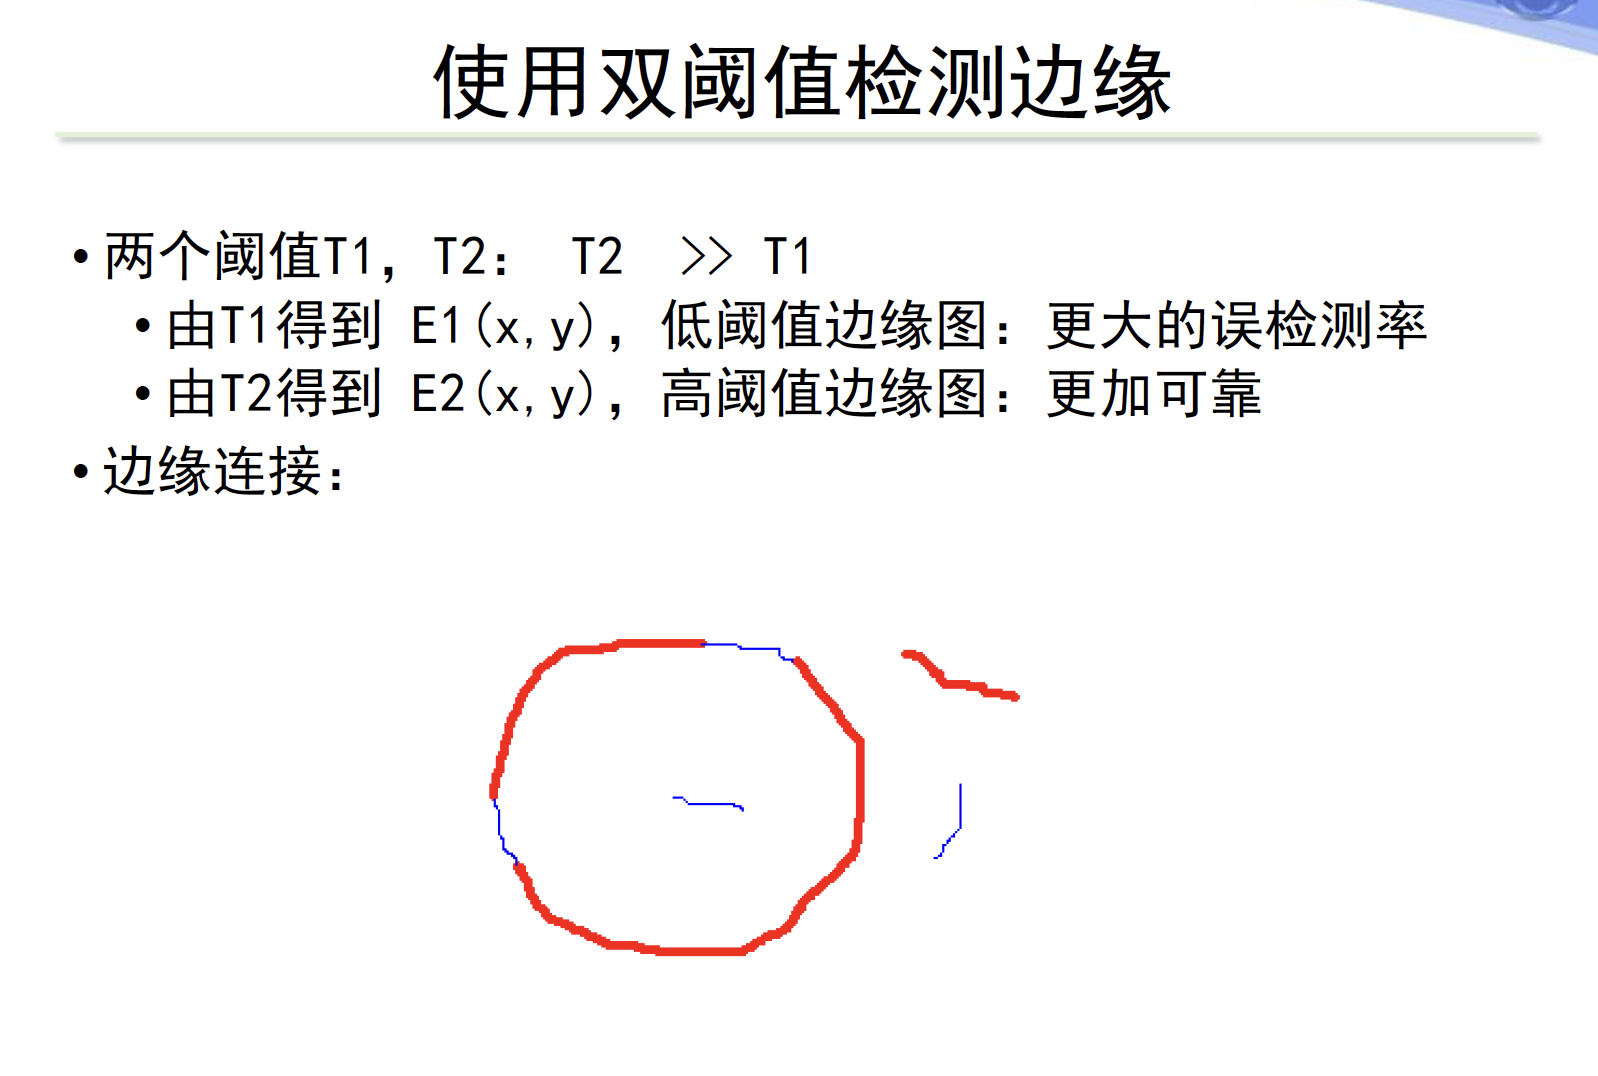 使用双阈值检测边缘
• 两个阈值T1，T2： T2 >> T1
• 由T1得到 E1(x,y)，低阈值边缘图：更大的误检测率
• 由T2得到 E2(x,y)，高阈值边缘图：更加可靠
• 边缘连接：